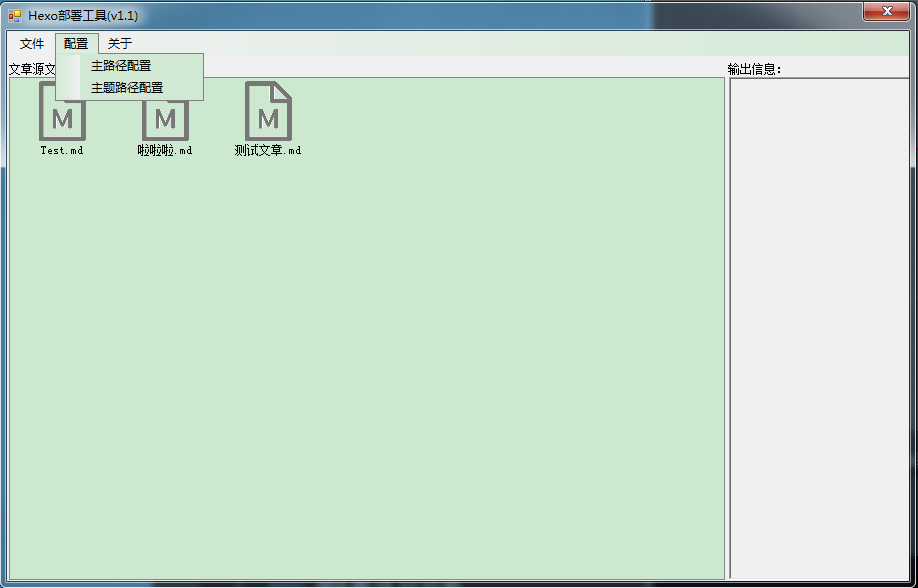 Hexo部署工具(v1.1)
文件 配置 关于
主路径配置
主题路径配置
文章源文
输出信息：
M M M
Test.md 啦啦啦.md 测试文章.md